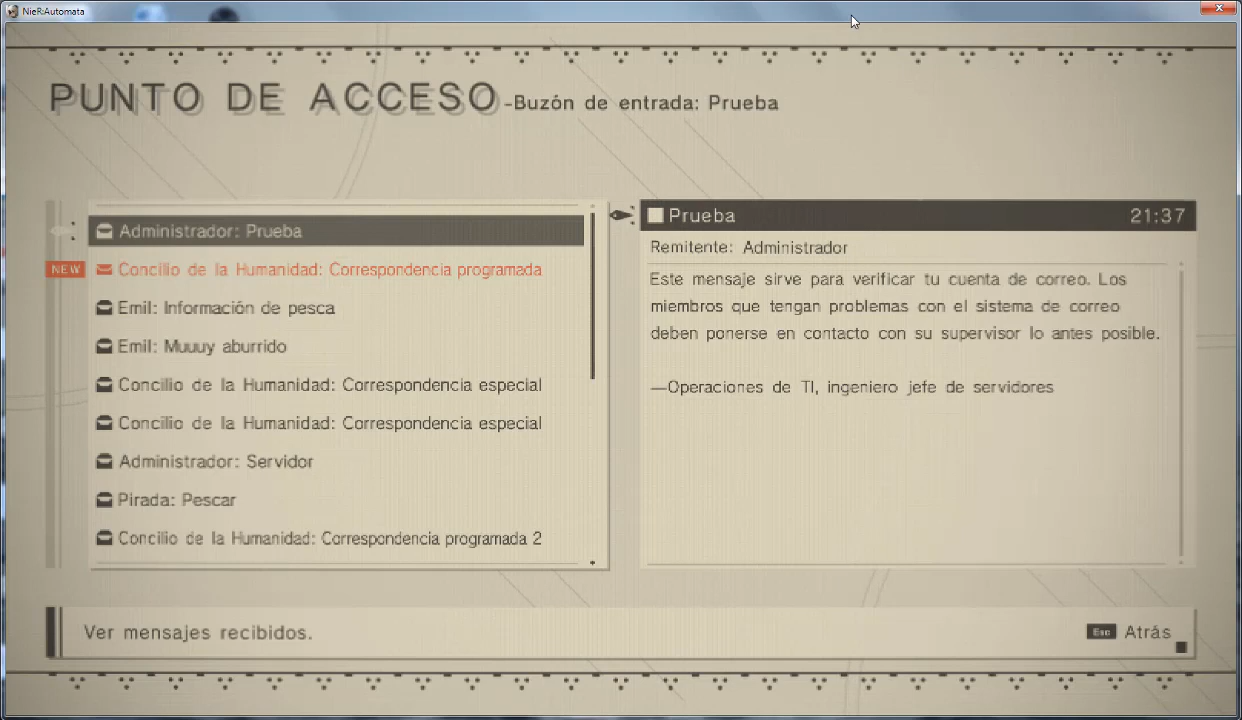 NieR:Automata
PUNTO DE ACCESO -Buzón de entrada: Prueba
Administrador: Prueba
NEW Concilio de la Humanidad: Correspondencia programada
Emil: Información de pesca
Emil: Muuuy aburrido
Concilio de la Humanidad: Correspondencia especial
Concilio de la Humanidad: Correspondencia especial
Administrador: Servidor
Pirada: Pescar
Concilio de la Humanidad: Correspondencia programada 2
Prueba 21:37
Remitente: Administrador
Este mensaje sirve para verificar tu cuenta de correo. Los
miembros que tengan problemas con el sistema de correo
deben ponerse en contacto con su supervisor lo antes posible.
—Operaciones de TI, ingeniero jefe de servidores
Ver mensajes recibidos.
Esc Atrás